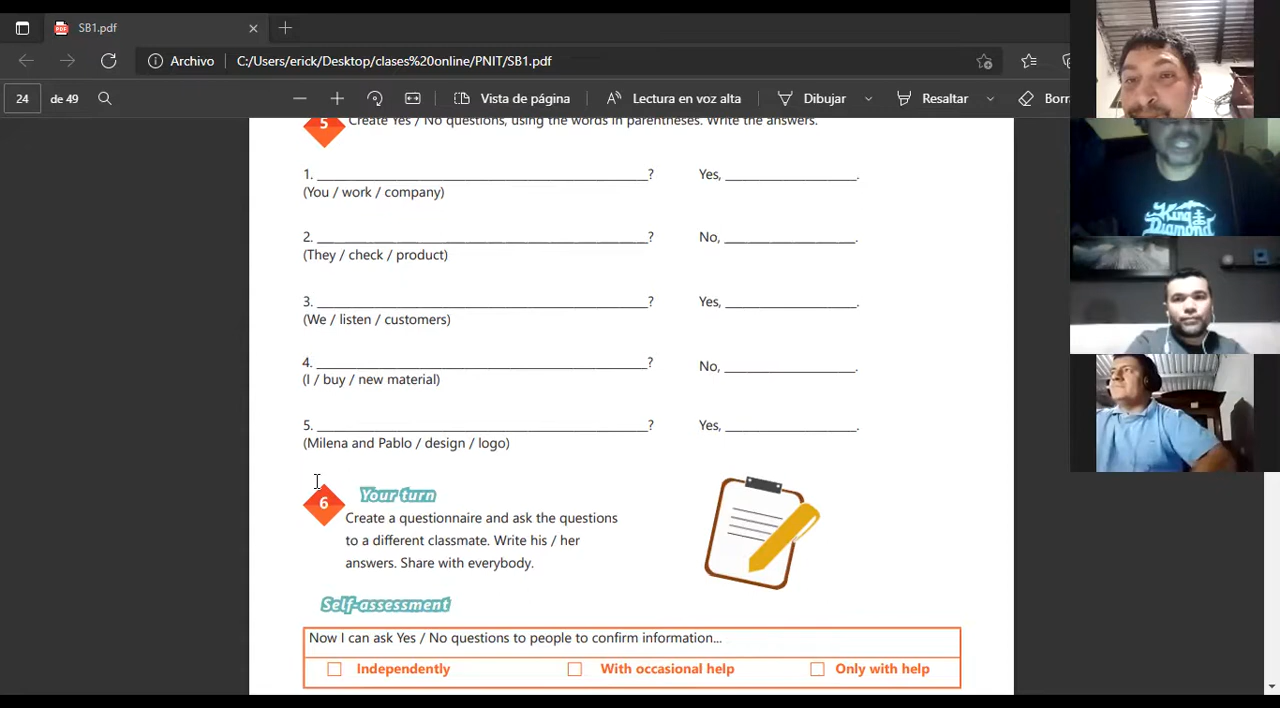 SB1.pdf
Archivo C:/Users/erick/Desktop/clases%20online/PNIT/SB1.pdf
24 de 49 Vista de página Lectura en voz alta Dibujar Resaltar Borr
5 Create Yes / No questions, using the words in parentheses. Write the answers.
1. ? Yes, .
(You / work / company)
2. ? No, .
(They / check / product)
3. ? Yes, .
(We / listen / customers)
4. ? No, .
(I / buy / new material)
5. ? Yes, .
(Milena and Pablo / design / logo)
6 Your turn
Create a questionnaire and ask the questions
to a different classmate. Write his / her
answers. Share with everybody.
Self-assessment
Now I can ask Yes / No questions to people to confirm information...
Independently With occasional help Only with help
King
Diamond